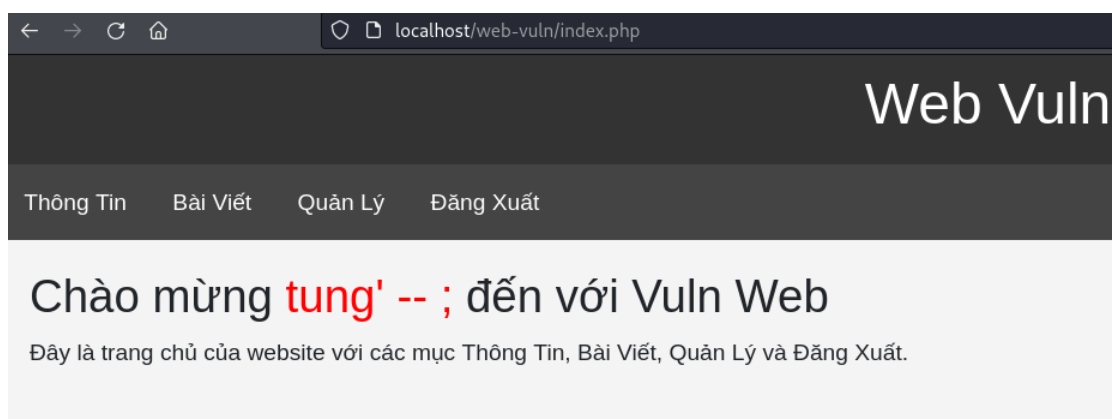 localhost/web-vuln/index.php
Web Vuln
Thông Tin Bài Viết Quản Lý Đăng Xuất
Chào mừng tung' -- ; đến với Vuln Web
Đây là trang chủ của website với các mục Thông Tin, Bài Viết, Quản Lý và Đăng Xuất.